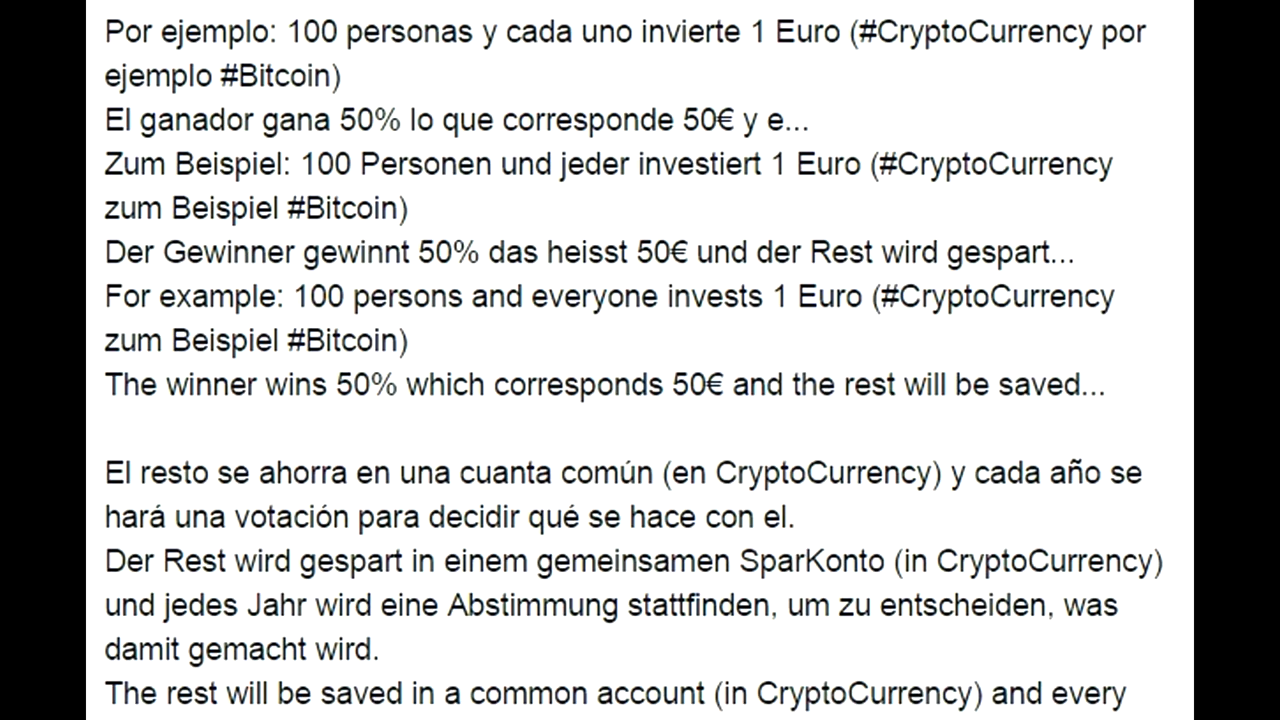 Por ejemplo: 100 personas y cada uno invierte 1 Euro (#CryptoCurrency por
ejemplo #Bitcoin)
El ganador gana 50% lo que corresponde 50€ y e...
Zum Beispiel: 100 Personen und jeder investiert 1 Euro (#CryptoCurrency
zum Beispiel #Bitcoin)
Der Gewinner gewinnt 50% das heisst 50€ und der Rest wird gespart...
For example: 100 persons and everyone invests 1 Euro (#CryptoCurrency
zum Beispiel #Bitcoin)
The winner wins 50% which corresponds 50€ and the rest will be saved...
El resto se ahorra en una cuanta común (en CryptoCurrency) y cada año se
hará una votación para decidir qué se hace con el.
Der Rest wird gespart in einem gemeinsamen SparKonto (in CryptoCurrency)
und jedes Jahr wird eine Abstimmung stattfinden, um zu entscheiden, was
damit gemacht wird.
The rest will be saved in a common account (in CryptoCurrency) and every